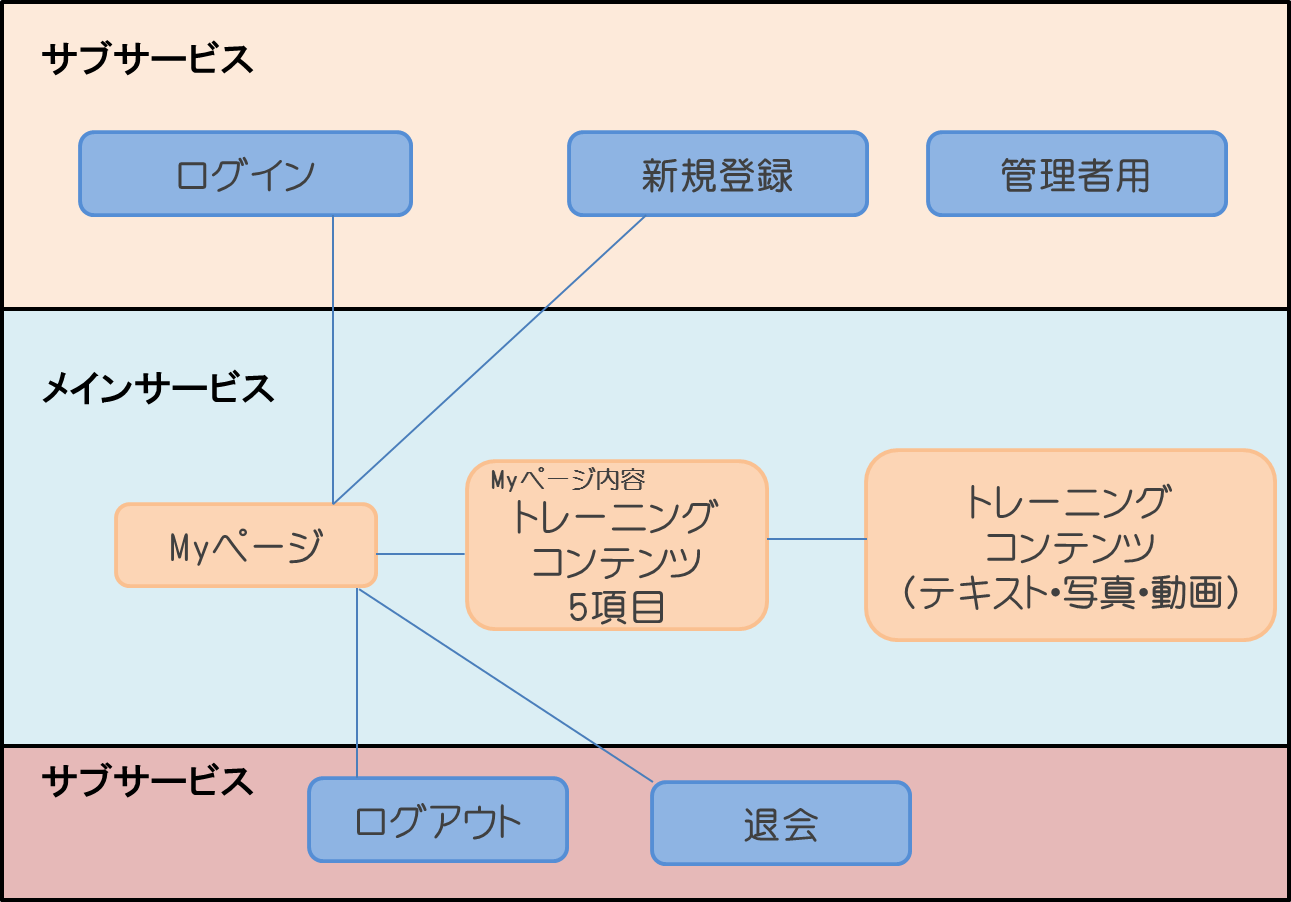 サブサービス
ログイン
新規登録
管理者用
メインサービス
Myページ
Myページ内容
トレーニング
コンテンツ
5項目
トレーニング
コンテンツ
（テキスト・写真・動画）
サブサービス
ログアウト
退会